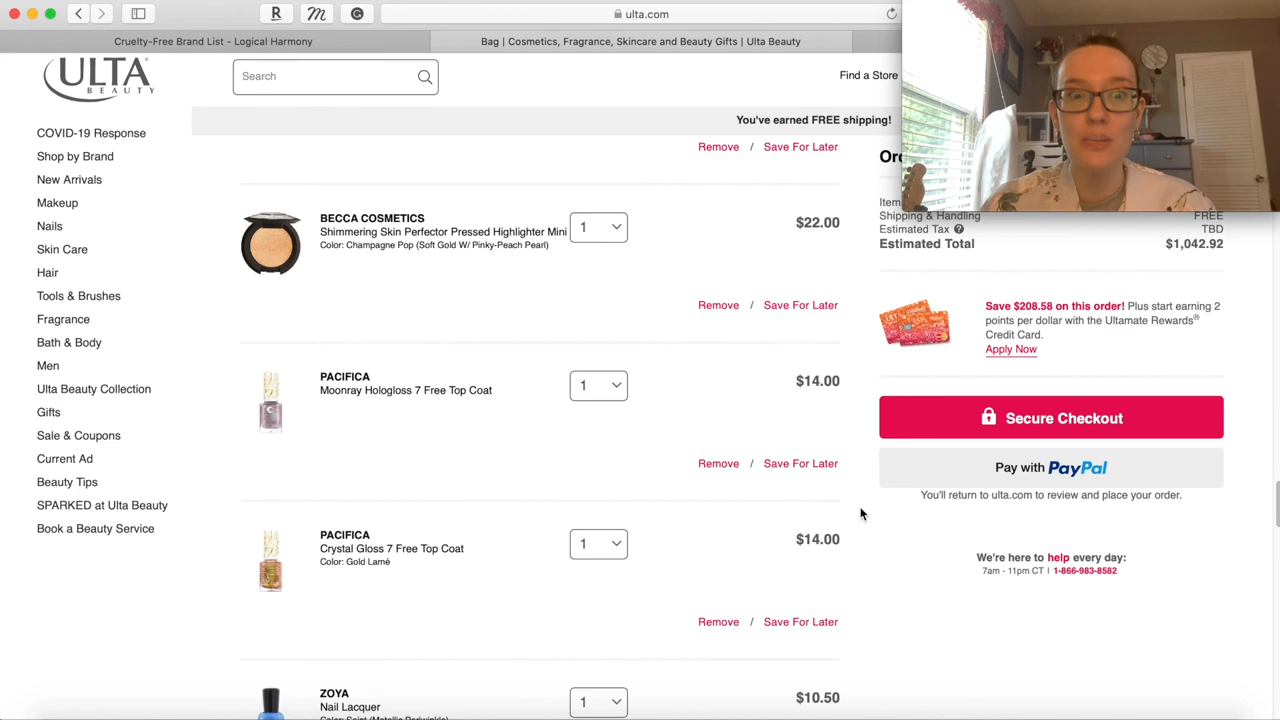 ulta.com
Cruelty-Free Brand List - Logical Harmony
Bag | Cosmetics, Fragrance, Skincare and Beauty Gifts | Ulta Beauty
ULTA
BEAUTY
Search
Find a Store
You've earned FREE shipping!
COVID-19 Response
Shop by Brand
New Arrivals
Makeup
Nails
Skin Care
Hair
Tools & Brushes
Fragrance
Bath & Body
Men
Ulta Beauty Collection
Gifts
Sale & Coupons
Current Ad
Beauty Tips
SPARKED at Ulta Beauty
Book a Beauty Service
Remove / Save For Later
BECCA COSMETICS
Shimmering Skin Perfector Pressed Highlighter Mini
Color: Champagne Pop (Soft Gold W/ Pinky-Peach Pearl)
1
$22.00
Remove / Save For Later
PACIFICA
Moonray Hologloss 7 Free Top Coat
1
$14.00
Remove / Save For Later
PACIFICA
Crystal Gloss 7 Free Top Coat
Color: Gold Lamé
1
$14.00
Remove / Save For Later
ZOYA
Nail Lacquer
1
$10.50
Shipping & Handling FREE
Estimated Tax ? TBD
Estimated Total $1,042.92
Save $208.58 on this order! Plus start earning 2
points per dollar with the Ultamate Rewards®
Credit Card.
Apply Now
Secure Checkout
Pay with PayPal
You'll return to ulta.com to review and place your order.
We're here to help every day:
7am - 11pm CT | 1-866-983-8582